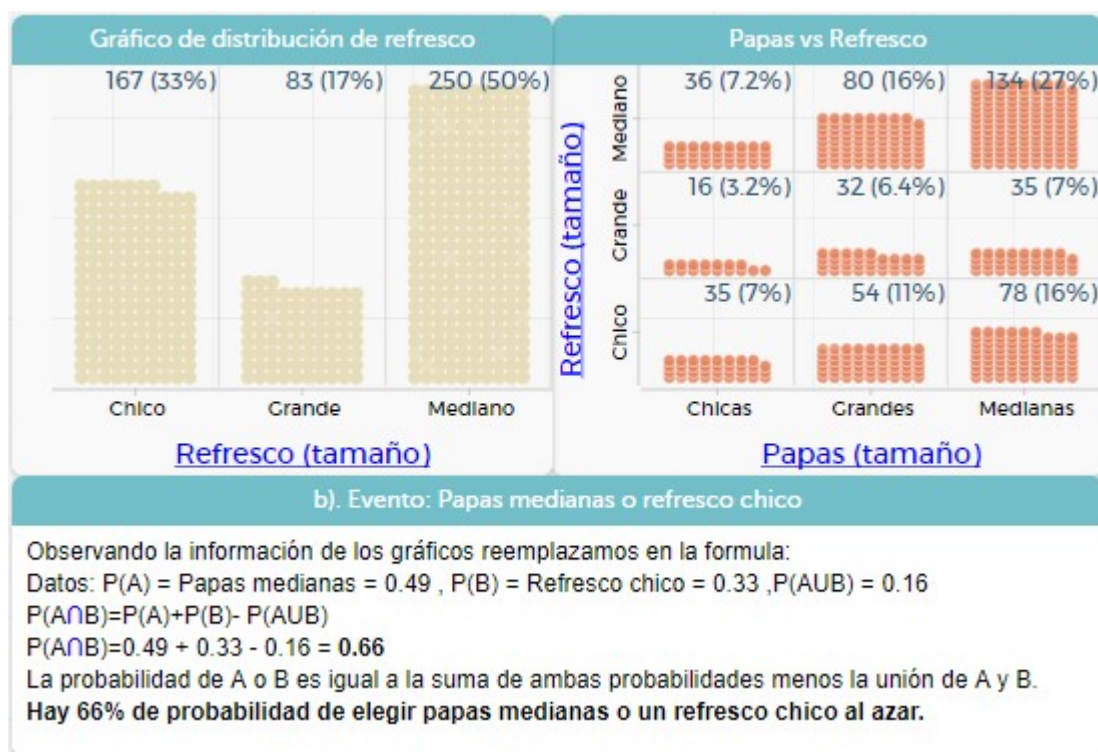 Gráfico de distribución de refresco
167 (33%) 83 (17%) 250 (50%)
Chico Grande Mediano
Refresco (tamaño)
Papas vs Refresco
Refresco (tamaño)
Mediano
36 (7.2%) 80 (16%) 134 (27%)
Grande
16 (3.2%) 32 (6.4%) 35 (7%)
Chico
35 (7%) 54 (11%) 78 (16%)
Chicas Grandes Medianas
Papas (tamaño)
b). Evento: Papas medianas o refresco chico
Observando la información de los gráficos reemplazamos en la formula:
Datos: P(A) = Papas medianas = 0.49 , P(B) = Refresco chico = 0.33 ,P(AUB) = 0.16
P(A∩B)=P(A)+P(B)- P(AUB)
P(A∩B)=0.49 + 0.33 - 0.16 = 0.66
La probabilidad de A o B es igual a la suma de ambas probabilidades menos la unión de A y B.
Hay 66% de probabilidad de elegir papas medianas o un refresco chico al azar.